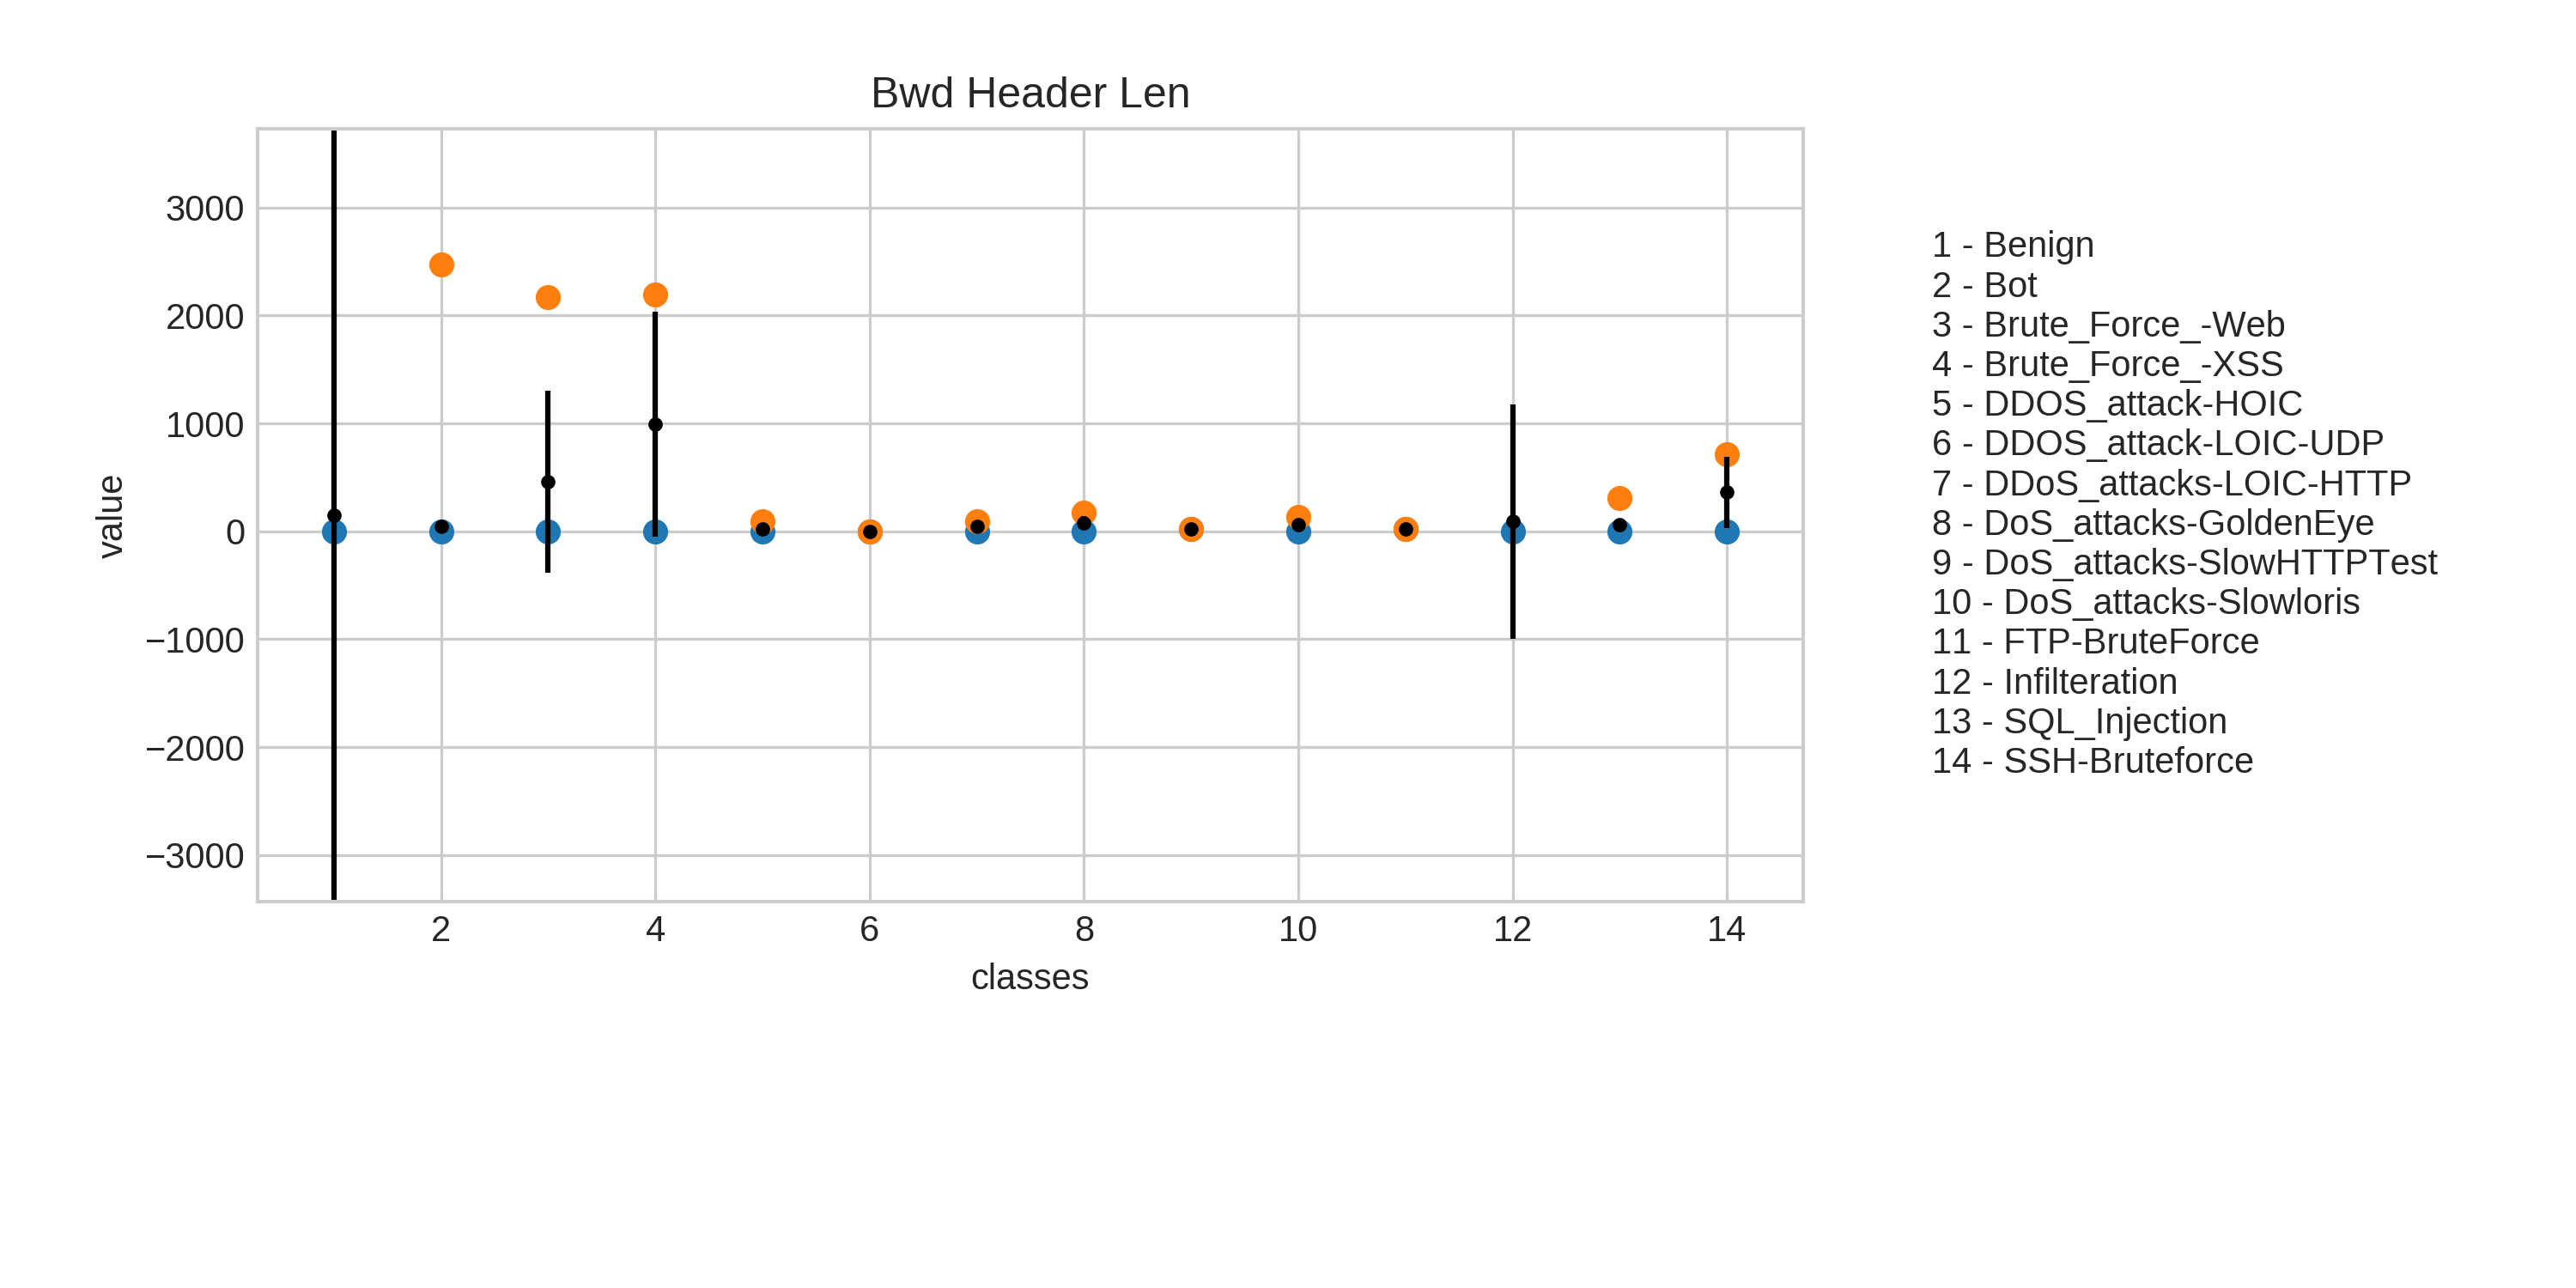 Bwd Header Len
3000
2000
1000
0
−1000
−2000
−3000
value
2 4 6 8 10 12 14
classes
1 - Benign
2 - Bot
3 - Brute_Force_-Web
4 - Brute_Force_-XSS
5 - DDOS_attack-HOIC
6 - DDOS_attack-LOIC-UDP
7 - DDoS_attacks-LOIC-HTTP
8 - DoS_attacks-GoldenEye
9 - DoS_attacks-SlowHTTPTest
10 - DoS_attacks-Slowloris
11 - FTP-BruteForce
12 - Infilteration
13 - SQL_Injection
14 - SSH-Bruteforce